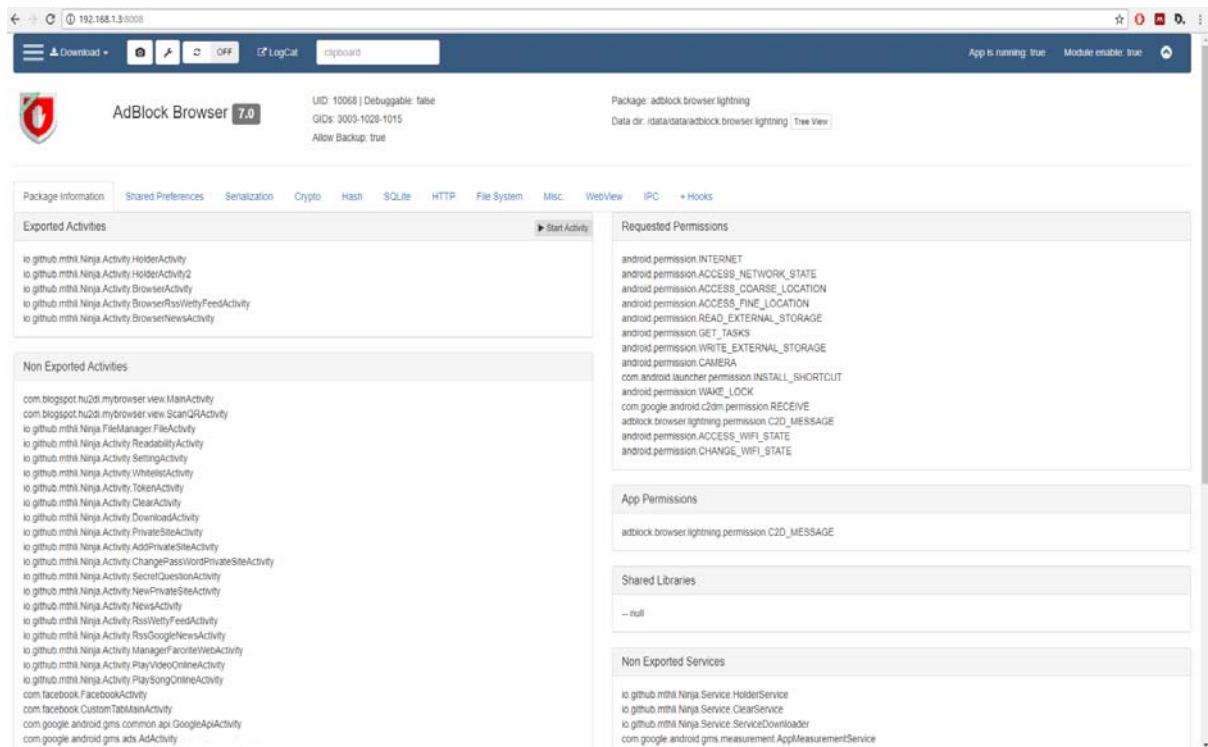 192.168.1.3:8008
Download
OFF
LogCat
clipboard
App is running: true
Module enable: true
AdBlock Browser 7.0
UID: 10068 | Debuggable: false
GIDs: 3003-1028-1015
Allow Backup: true
Package: adblock.browser.lightning
Data dir: /data/data/adblock.browser.lightning Tree View
Package Information
Shared Preferences
Serialization
Crypto
Hash
SQLite
HTTP
File System
Misc.
WebView
IPC
+ Hooks
Exported Activities
Start Activity
io.github.mthli.Ninja.Activity.HolderActivity
io.github.mthli.Ninja.Activity.HolderActivity2
io.github.mthli.Ninja.Activity.BrowserActivity
io.github.mthli.Ninja.Activity.BrowserRssWettyFeedActivity
io.github.mthli.Ninja.Activity.BrowserNewsActivity
Non Exported Activities
com.blogspot.hu2di.mybrowser.view.MainActivity
com.blogspot.hu2di.mybrowser.view.ScanQRActivity
io.github.mthli.Ninja.FileManager.FileActivity
io.github.mthli.Ninja.Activity.ReadabilityActivity
io.github.mthli.Ninja.Activity.SettingActivity
io.github.mthli.Ninja.Activity.WhitelistActivity
io.github.mthli.Ninja.Activity.TokenActivity
io.github.mthli.Ninja.Activity.ClearActivity
io.github.mthli.Ninja.Activity.DownloadActivity
io.github.mthli.Ninja.Activity.PrivateSiteActivity
io.github.mthli.Ninja.Activity.AddPrivateSiteActivity
io.github.mthli.Ninja.Activity.ChangePassWordPrivateSiteActivity
io.github.mthli.Ninja.Activity.SecretQuestionActivity
io.github.mthli.Ninja.Activity.NewPrivateSiteActivity
io.github.mthli.Ninja.Activity.NewsActivity
io.github.mthli.Ninja.Activity.RssWettyFeedActivity
io.github.mthli.Ninja.Activity.RssGoogleNewsActivity
io.github.mthli.Ninja.Activity.ManagerFaroriteWebActivity
io.github.mthli.Ninja.Activity.PlayVideoOnlineActivity
io.github.mthli.Ninja.Activity.PlaySongOnlineActivity
com.facebook.FacebookActivity
com.facebook.CustomTabMainActivity
com.google.android.gms.common.api.GoogleApiActivity
com.google.android.gms.ads.AdActivity
Requested Permissions
android.permission.INTERNET
android.permission.ACCESS_NETWORK_STATE
android.permission.ACCESS_COARSE_LOCATION
android.permission.ACCESS_FINE_LOCATION
android.permission.READ_EXTERNAL_STORAGE
android.permission.GET_TASKS
android.permission.WRITE_EXTERNAL_STORAGE
android.permission.CAMERA
com.android.launcher.permission.INSTALL_SHORTCUT
android.permission.WAKE_LOCK
com.google.android.c2dm.permission.RECEIVE
adblock.browser.lightning.permission.C2D_MESSAGE
android.permission.ACCESS_WIFI_STATE
android.permission.CHANGE_WIFI_STATE
App Permissions
adblock.browser.lightning.permission.C2D_MESSAGE
Shared Libraries
-- null
Non Exported Services
io.github.mthli.Ninja.Service.HolderService
io.github.mthli.Ninja.Service.ClearService
io.github.mthli.Ninja.Service.ServiceDownloader
com.google.android.gms.measurement.AppMeasurementService